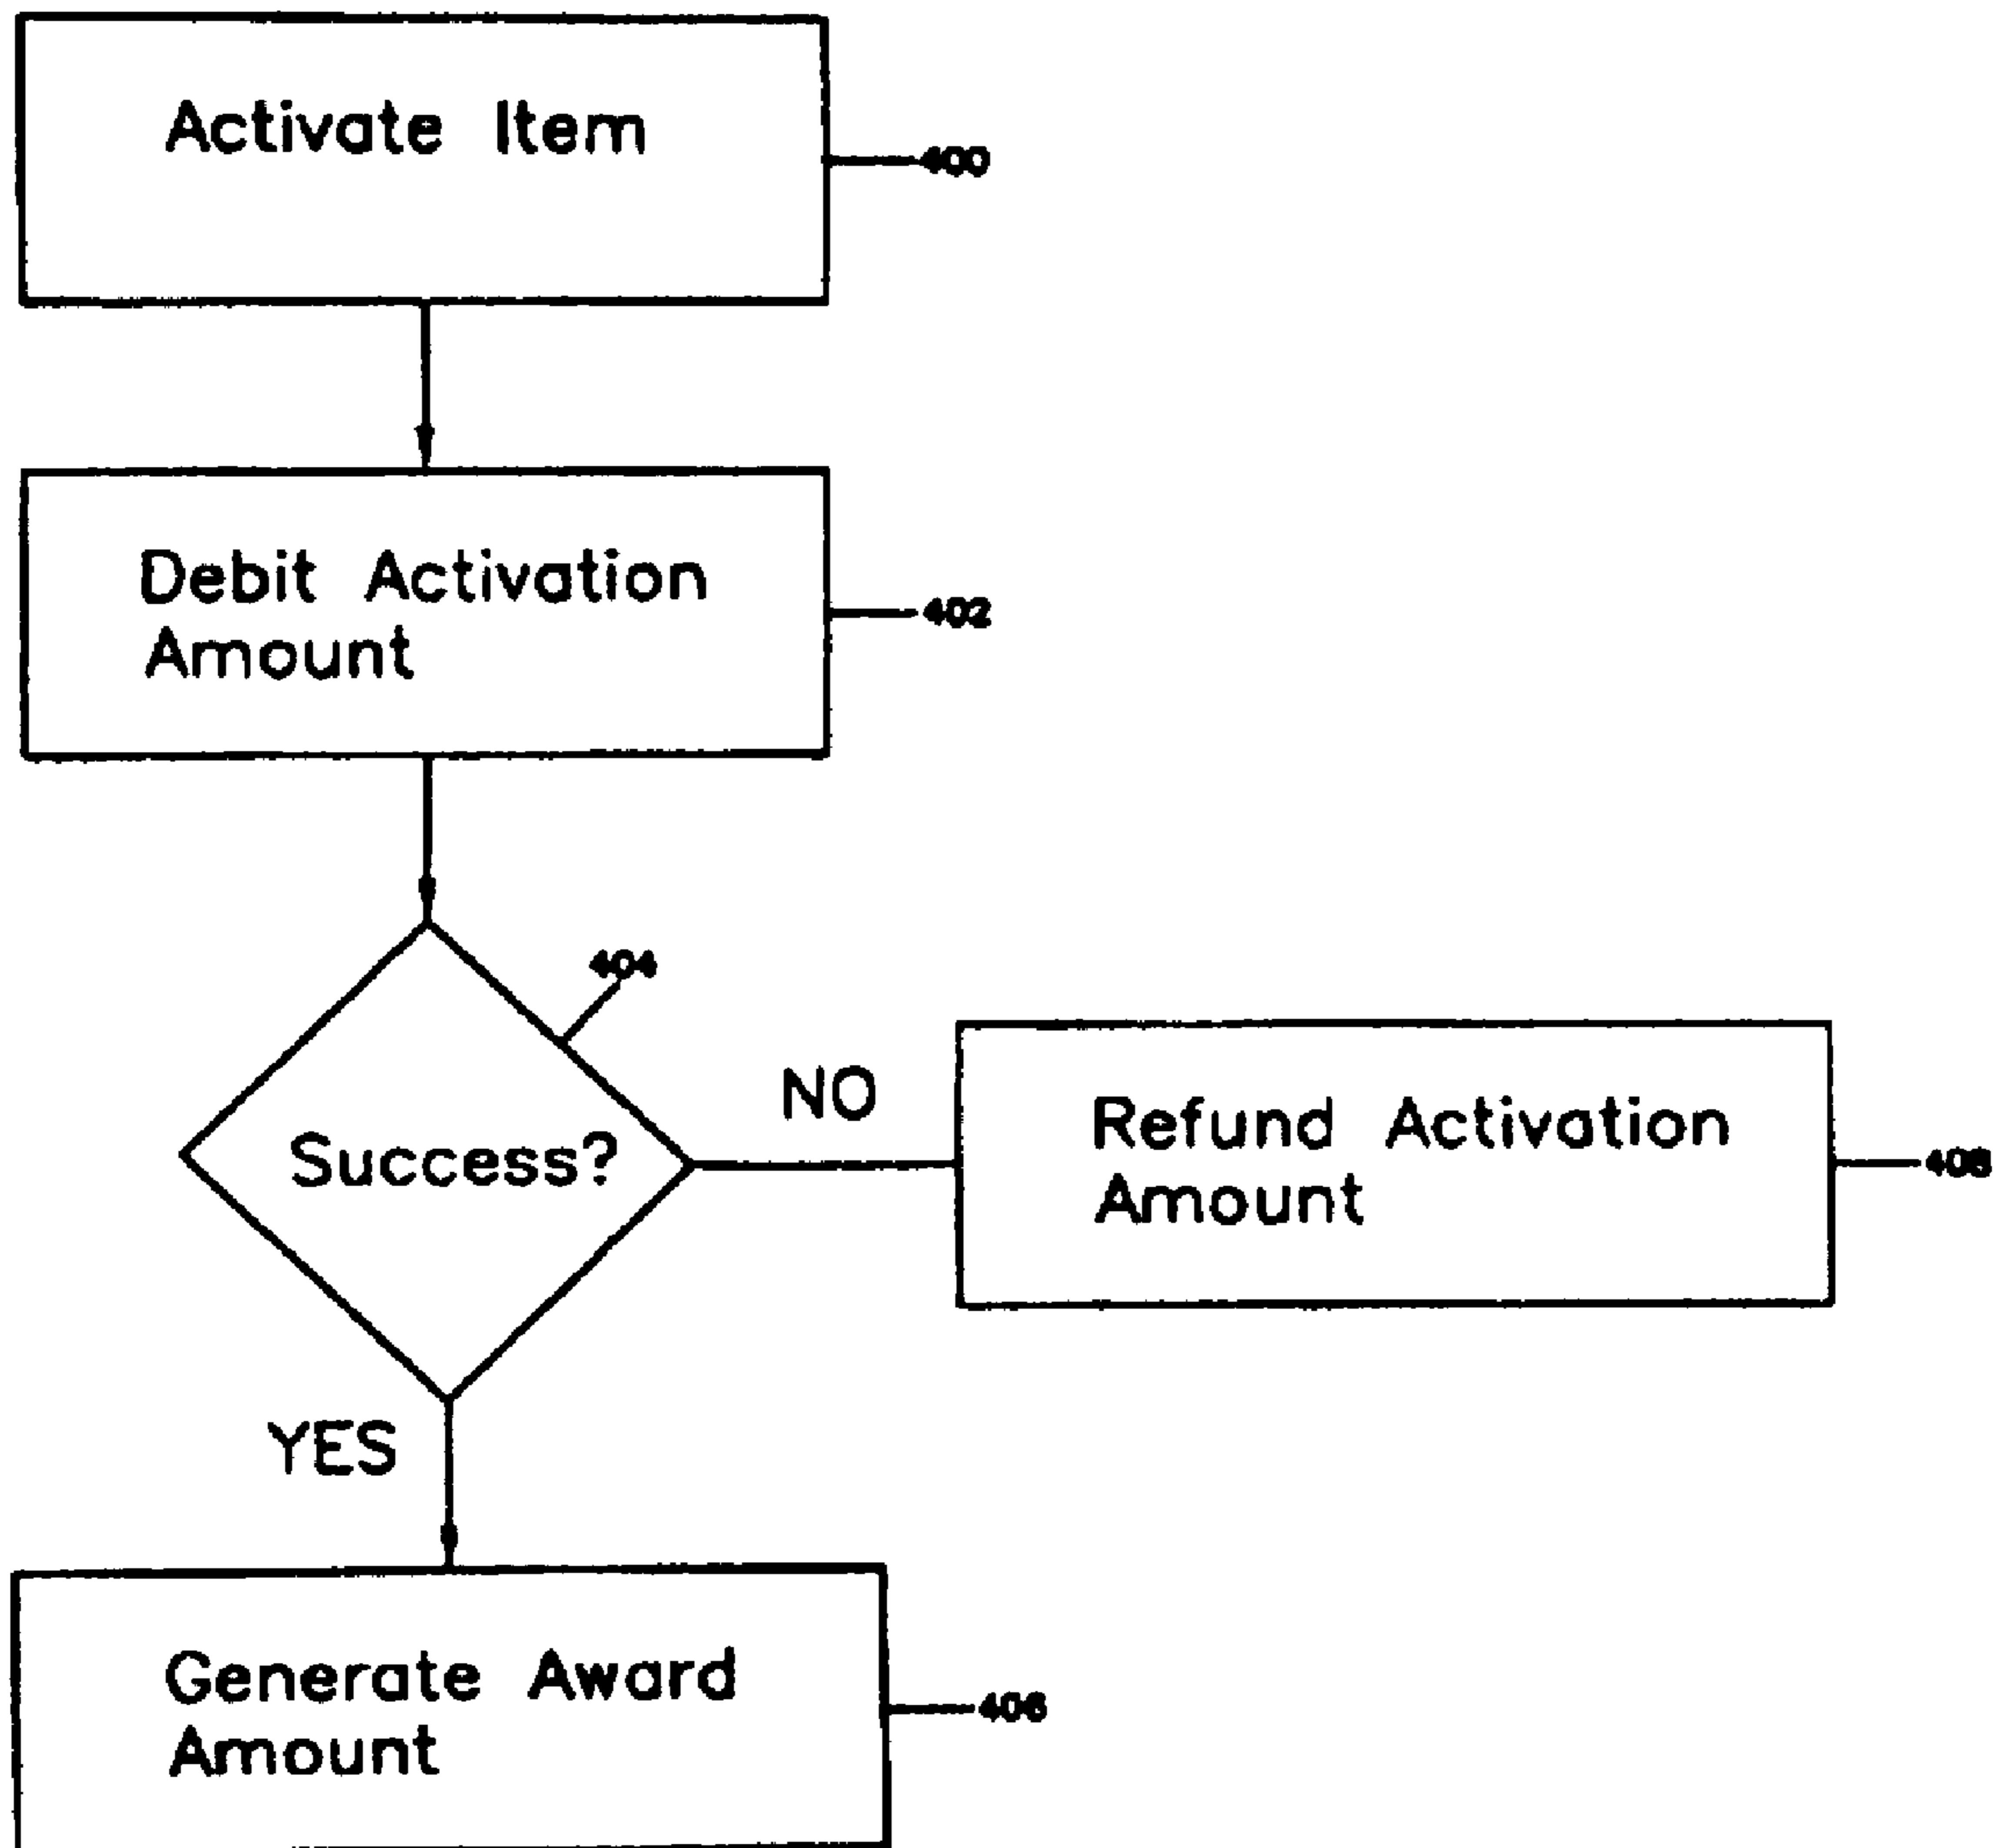 Activate Item
400
Debit Activation
Amount
402
404
Success?
NO
Refund Activation
Amount
408
YES
Generate Award
Amount
406